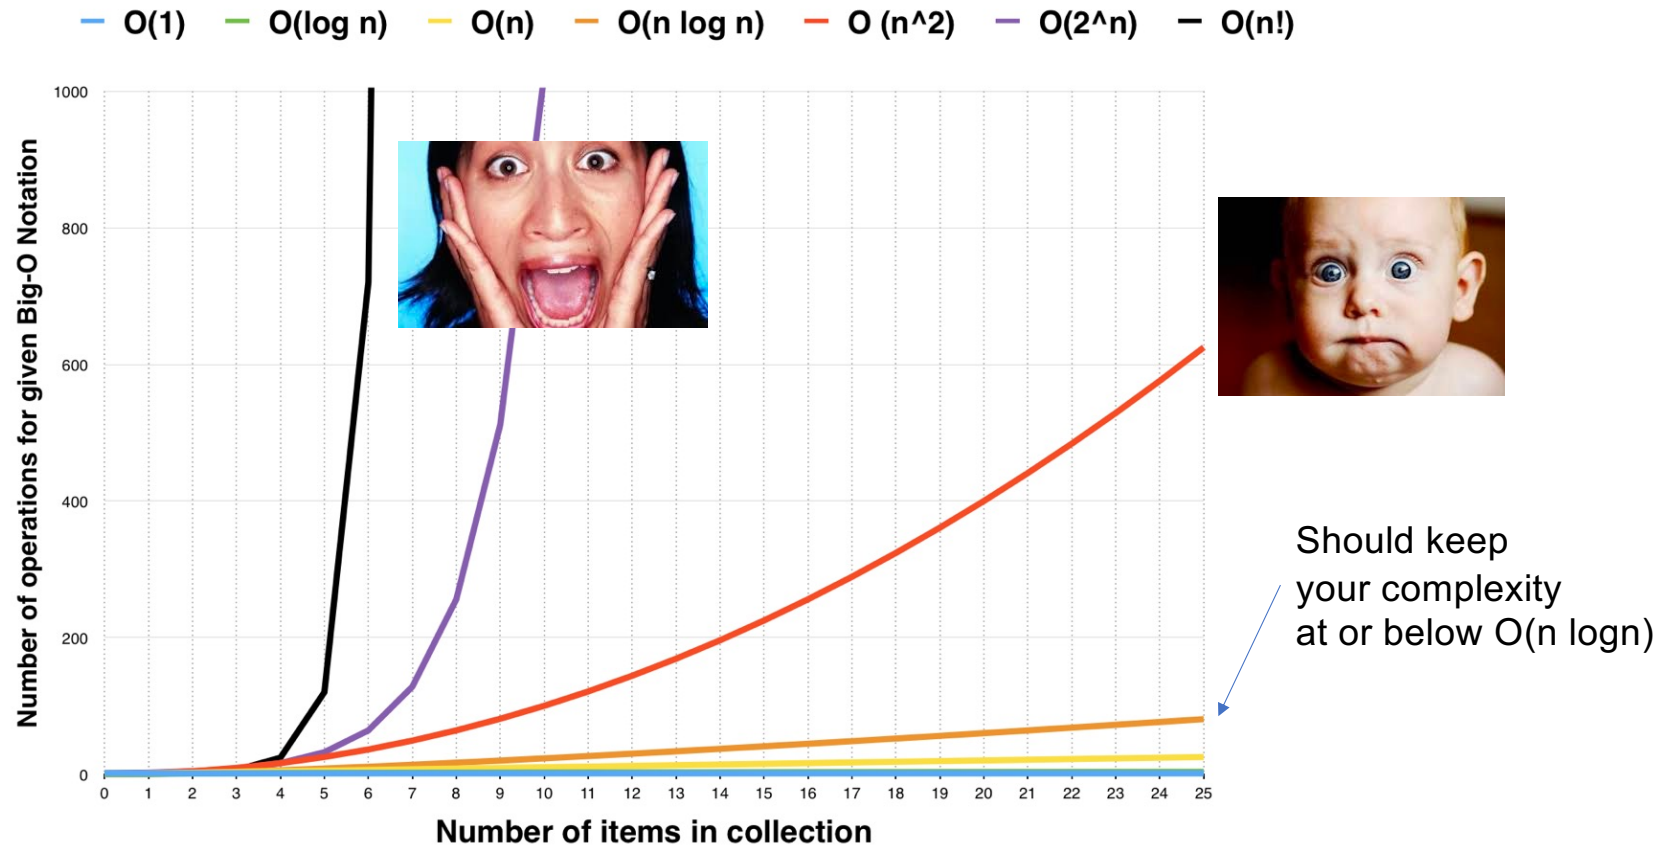 O(1) O(log n) O(n) O(n log n) O (n^2) O(2^n) O(n!)
Number of operations for given Big-O Notation
1000
800
600
400
200
0
0 1 2 3 4 5 6 7 8 9 10 11 12 13 14 15 16 17 18 19 20 21 22 23 24 25
Number of items in collection
Should keep
your complexity
at or below O(n logn)